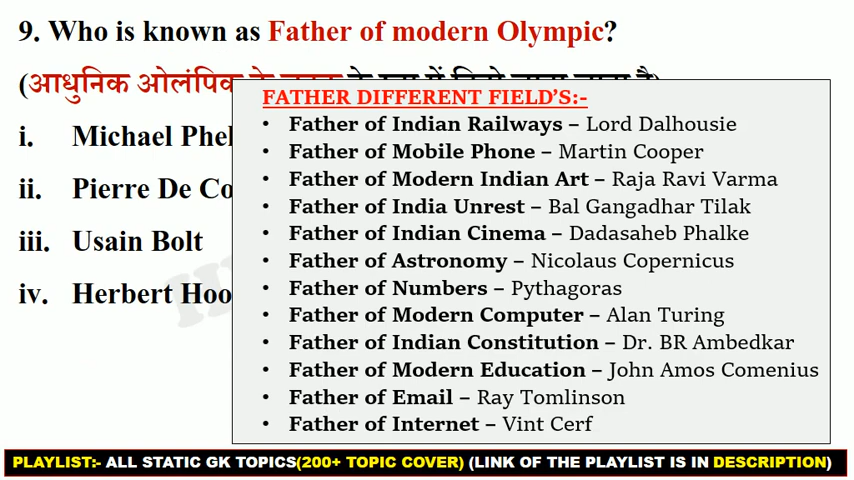 9. Who is known as Father of modern Olympic?
(आधुनिक ओलंपिक
i. Michael
ii. Pierre De
iii. Usain Bolt
iv. Herbert
FATHER DIFFERENT FIELD'S:-
• Father of Indian Railways – Lord Dalhousie
• Father of Mobile Phone – Martin Cooper
• Father of Modern Indian Art – Raja Ravi Varma
• Father of India Unrest – Bal Gangadhar Tilak
• Father of Indian Cinema – Dadasaheb Phalke
• Father of Astronomy – Nicolaus Copernicus
• Father of Numbers – Pythagoras
• Father of Modern Computer – Alan Turing
• Father of Indian Constitution – Dr. BR Ambedkar
• Father of Modern Education – John Amos Comenius
• Father of Email – Ray Tomlinson
• Father of Internet – Vint Cerf
PLAYLIST:- ALL STATIC GK TOPICS(200+ TOPIC COVER) (LINK OF THE PLAYLIST IS IN DESCRIPTION)